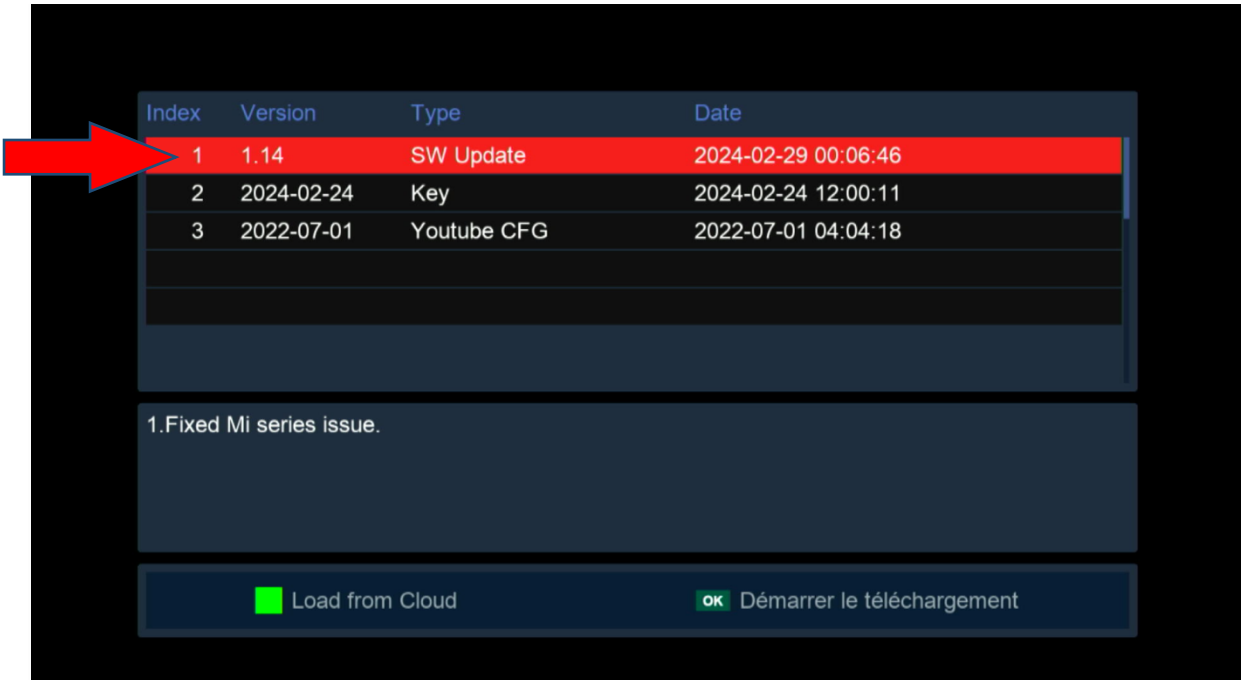 Index Version Type Date
1 1.14 SW Update 2024-02-29 00:06:46
2 2024-02-24 Key 2024-02-24 12:00:11
3 2022-07-01 Youtube CFG 2022-07-01 04:04:18
1.Fixed Mi series issue.
Load from Cloud OK Démarrer le téléchargement